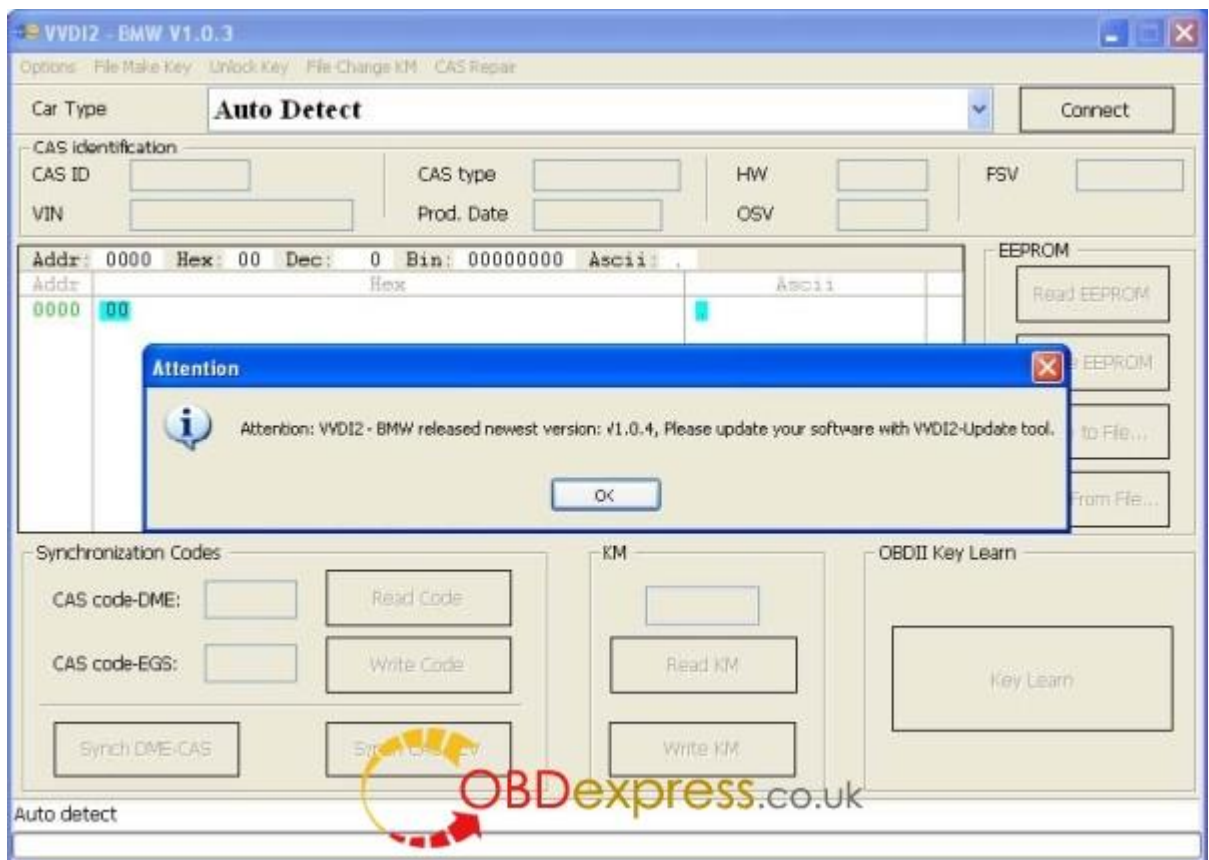 VVDI2 - BMW V1.0.3
Options File Make Key Unlock Key File Change KM CAS Repair
Car Type Auto Detect Connect
CAS identification
CAS ID CAS type HW FSV
VIN Prod. Date OSV
Addr: 0000 Hex: 00 Dec: 0 Bin: 00000000 Ascii: .
EEPROM
Addr Hex Ascii
Read EEPROM
0000 00 .
Attention
EEPROM
Attention: VVDI2 - BMW released newest version: V1.0.4, Please update your software with VVDI2-Update tool.
to File...
OK
From File...
Synchronization Codes KM OBDII Key Learn
CAS code-DME: Read Code
CAS code-EGS: Write Code Read KM
Key Learn
Synch DME-CAS Write KM
OBDexpress.co.uk
Auto detect